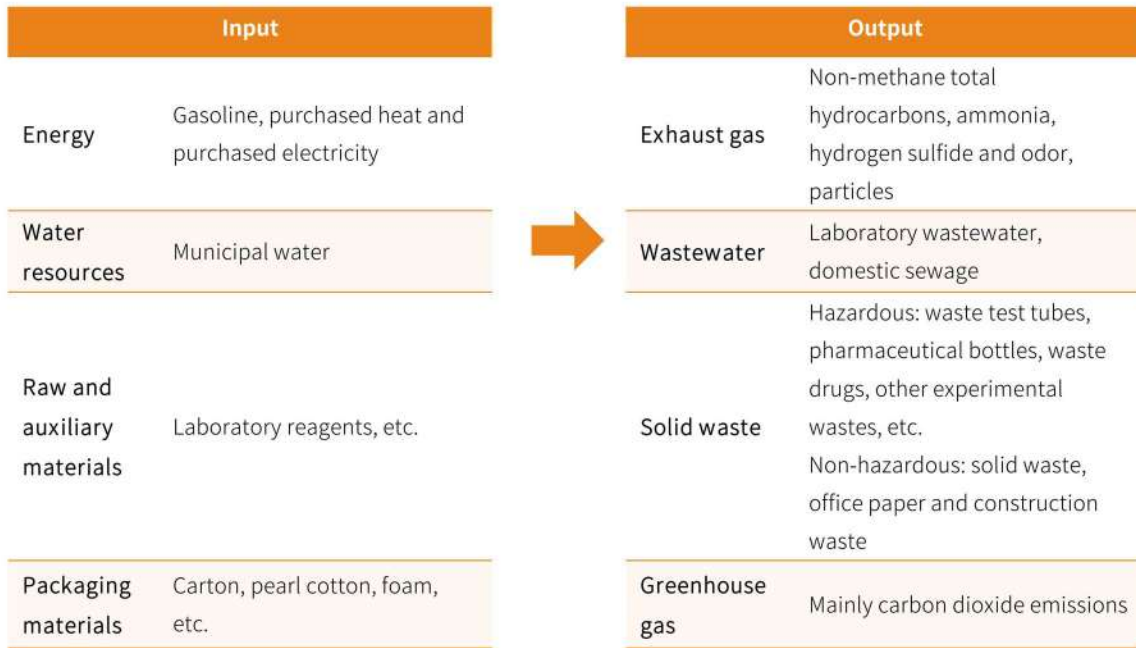 Input
Energy
Gasoline, purchased heat and
purchased electricity
Water
resources
Municipal water
Raw and
auxiliary
materials
Laboratory reagents, etc.
Packaging
materials
Carton, pearl cotton, foam,
etc.
Output
Exhaust gas
Non-methane total
hydrocarbons, ammonia,
hydrogen sulfide and odor,
particles
Wastewater
Laboratory wastewater,
domestic sewage
Solid waste
Hazardous: waste test tubes,
pharmaceutical bottles, waste
drugs, other experimental
wastes, etc.
Non-hazardous: solid waste,
office paper and construction
waste
Greenhouse
gas
Mainly carbon dioxide emissions